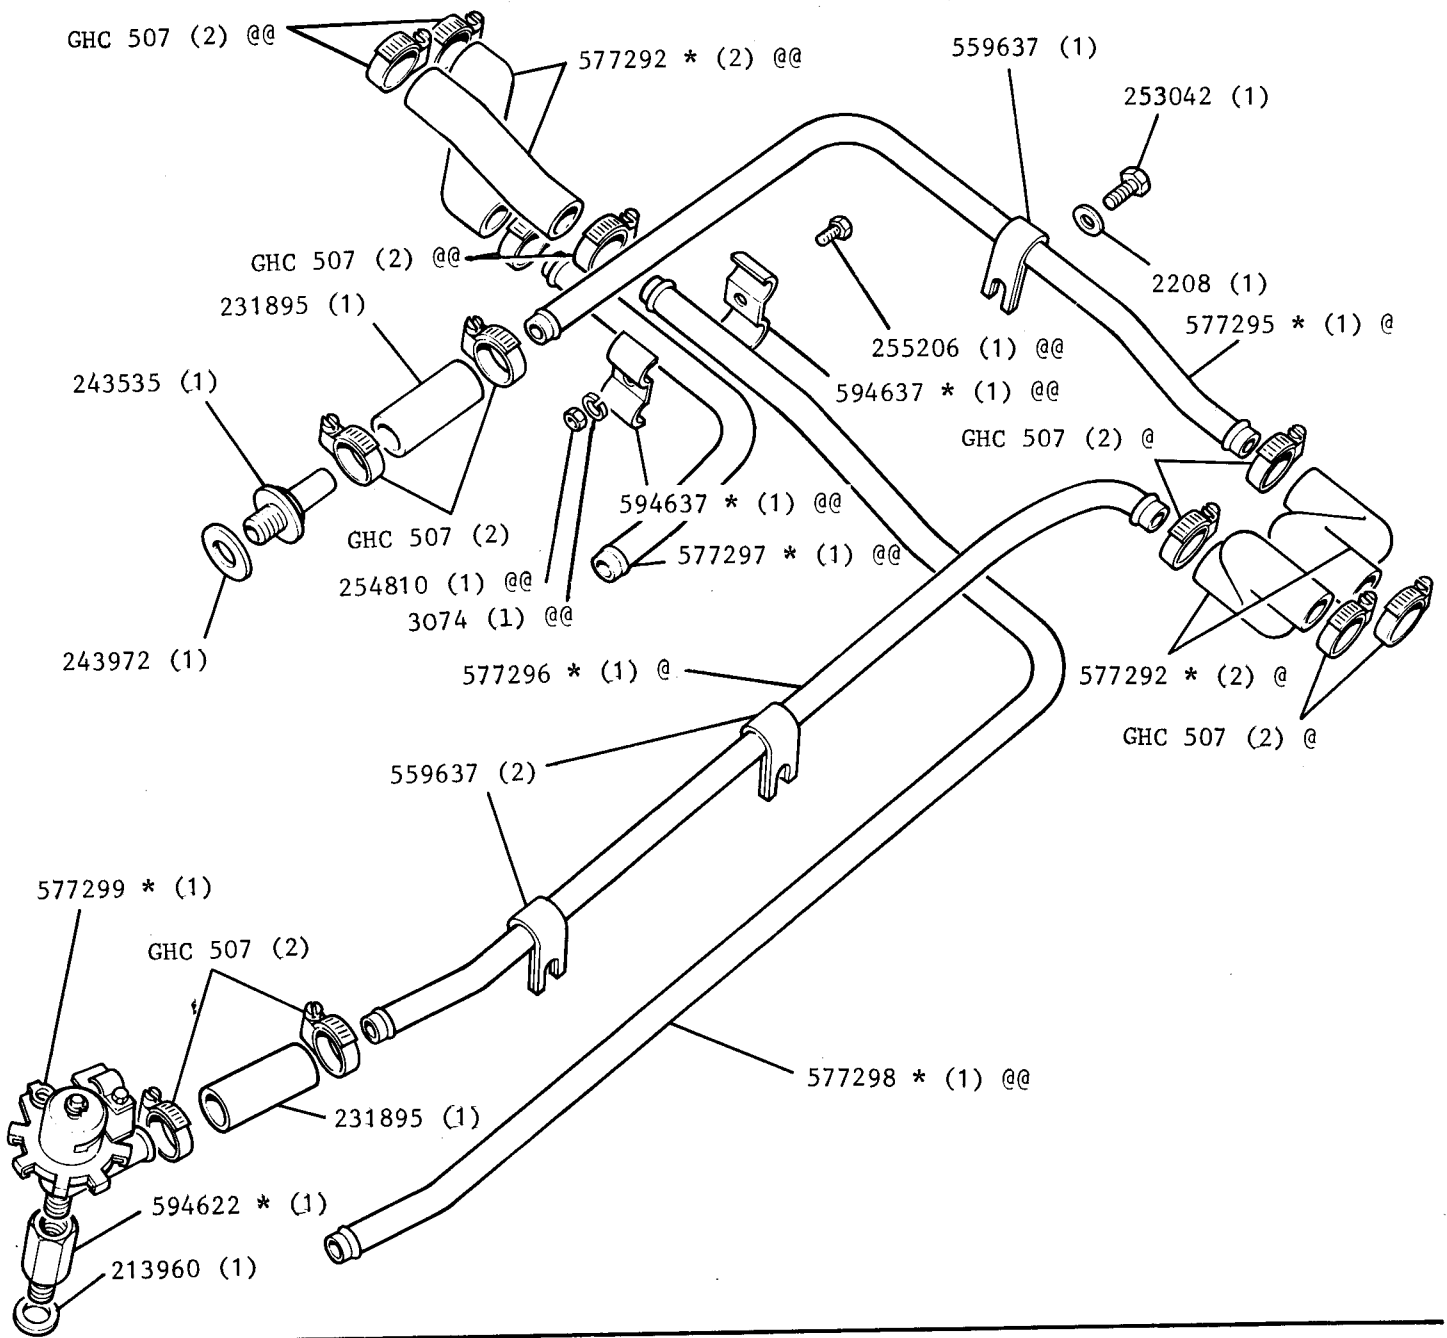 GHC 507 (2) @@
577292 * (2) @@
559637 (1)
253042 (1)
GHC 507 (2) @@
231895 (1)
2208 (1)
577295 * (1) @
255206 (1) @@
594637 * (1) @@
243535 (1)
GHC 507 (2) @
594637 * (1) @@
GHC 507 (2)
577297 * (1) @@
254810 (1) @@
3074 (1) @@
243972 (1)
577296 * (1) @
577292 * (2) @
GHC 507 (2) @
559637 (2)
577299 * (1)
GHC 507 (2)
577298 * (1) @@
231895 (1)
594622 * (1)
213960 (1)